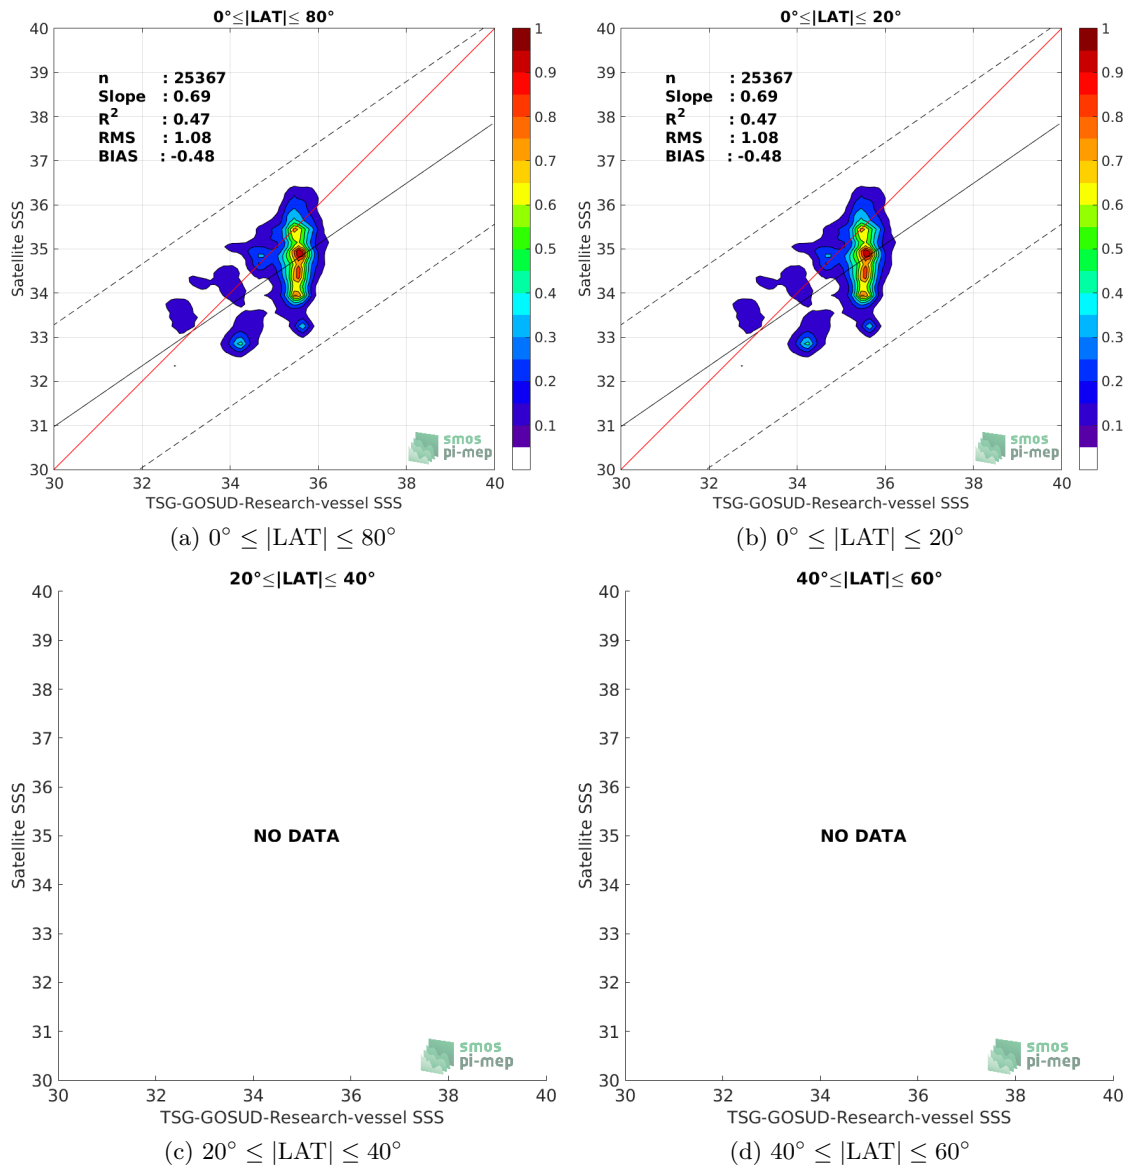 0°≤|LAT|≤ 80°
40
39
38
37
36
35
34
33
32
31
30
Satellite SSS
n : 25367
Slope : 0.69
R2 : 0.47
RMS : 1.08
BIAS : -0.48
smos
pi-mep
30 32 34 36 38 40
TSG-GOSUD-Research-vessel SSS
1
0.9
0.8
0.7
0.6
0.5
0.4
0.3
0.2
0.1
(a) 0° ≤ |LAT| ≤ 80°
0°≤|LAT|≤ 20°
40
39
38
37
36
35
34
33
32
31
30
Satellite SSS
n : 25367
Slope : 0.69
R2 : 0.47
RMS : 1.08
BIAS : -0.48
smos
pi-mep
30 32 34 36 38 40
TSG-GOSUD-Research-vessel SSS
1
0.9
0.8
0.7
0.6
0.5
0.4
0.3
0.2
0.1
(b) 0° ≤ |LAT| ≤ 20°
20°≤|LAT|≤ 40°
40
39
38
37
36
35
34
33
32
31
30
Satellite SSS
NO DATA
smos
pi-mep
30 32 34 36 38 40
TSG-GOSUD-Research-vessel SSS
(c) 20° ≤ |LAT| ≤ 40°
40°≤|LAT|≤ 60°
40
39
38
37
36
35
34
33
32
31
30
Satellite SSS
NO DATA
smos
pi-mep
30 32 34 36 38 40
TSG-GOSUD-Research-vessel SSS
(d) 40° ≤ |LAT| ≤ 60°